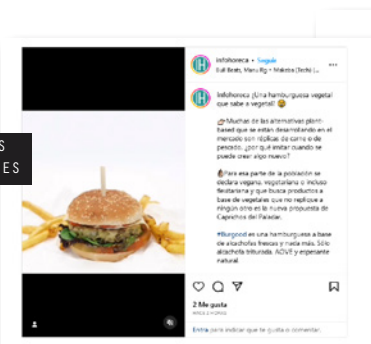 S
ES
infohoreca • Seguir
Full Beats, Manu Rg • Makeba (Tech) (...
infohoreca ¡Una hamburguesa vegetal
que sabe a vegetal! 😲
Muchas de las alternativas plant-
based que se están desarrollando en el
mercado son réplicas de carne o de
pescado, ¿por qué imitar cuando se
puede crear algo nuevo?
Para esa parte de la población se
declara vegana, vegetariana o incluso
flexitariana y que busca productos a
base de vegetales que no replique a
ningún otro es la nueva propuesta de
Caprichos del Paladar.
#Burgood es una hamburguesa a base
de alcachofas frescas y nada más. Sólo
alcachofa triturada, AOVE y espesante
natural.
2 Me gusta
HACE 2 HORAS
Entra para indicar que te gusta o comentar.